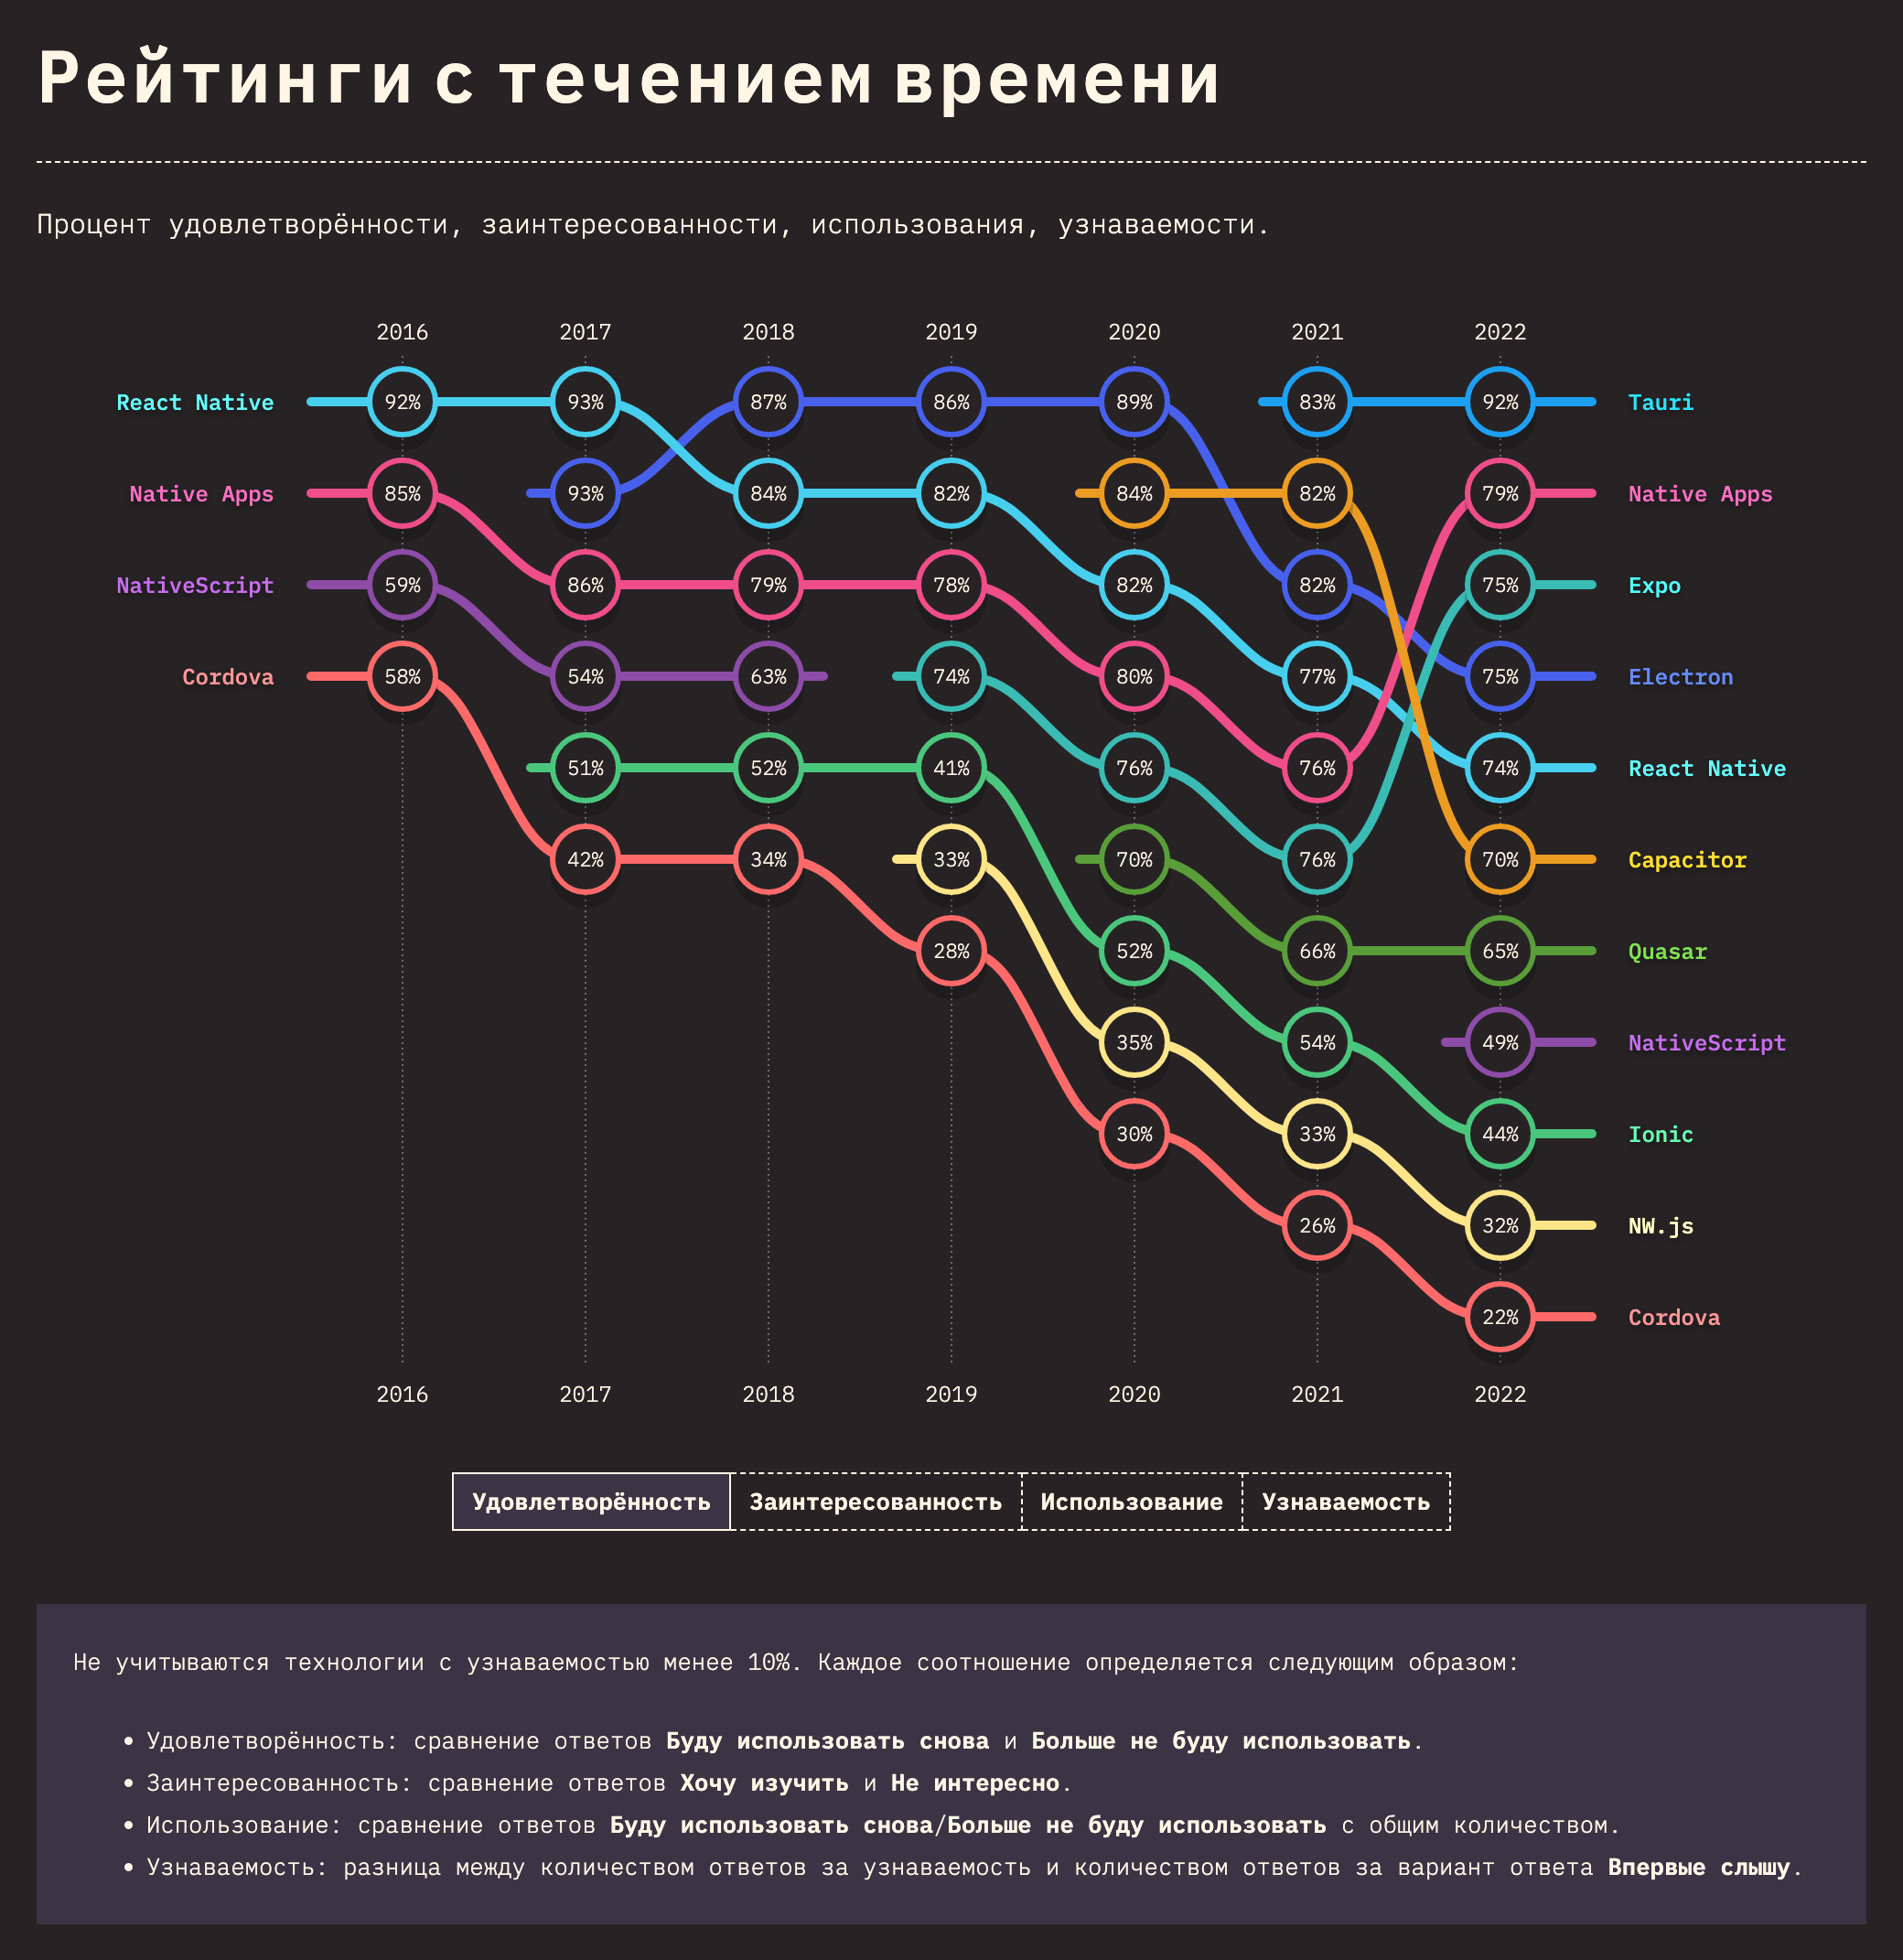 Рейтинги с течением времени
Процент удовлетворённости, заинтересованности, использования, узнаваемости.
2016 2017 2018 2019 2020 2021 2022
React Native 92% 93% 87% 86% 89% 83% 92% Tauri
Native Apps 85% 93% 84% 82% 84% 82% 79% Native Apps
NativeScript 59% 86% 79% 78% 82% 82% 75% Expo
Cordova 58% 54% 63% 74% 80% 77% 75% Electron
51% 52% 41% 76% 76% 74% React Native
42% 34% 33% 70% 76% 70% Capacitor
28% 52% 66% 65% Quasar
35% 54% 49% NativeScript
30% 33% 44% Ionic
26% 32% NW.js
22% Cordova
2016 2017 2018 2019 2020 2021 2022
Удовлетворённость Заинтересованность Использование Узнаваемость
Не учитываются технологии с узнаваемостью менее 10%. Каждое соотношение определяется следующим образом:
• Удовлетворённость: сравнение ответов Буду использовать снова и Больше не буду использовать.
• Заинтересованность: сравнение ответов Хочу изучить и Не интересно.
• Использование: сравнение ответов Буду использовать снова/Больше не буду использовать с общим количеством.
• Узнаваемость: разница между количеством ответов за узнаваемость и количеством ответов за вариант ответа Впервые слышу.